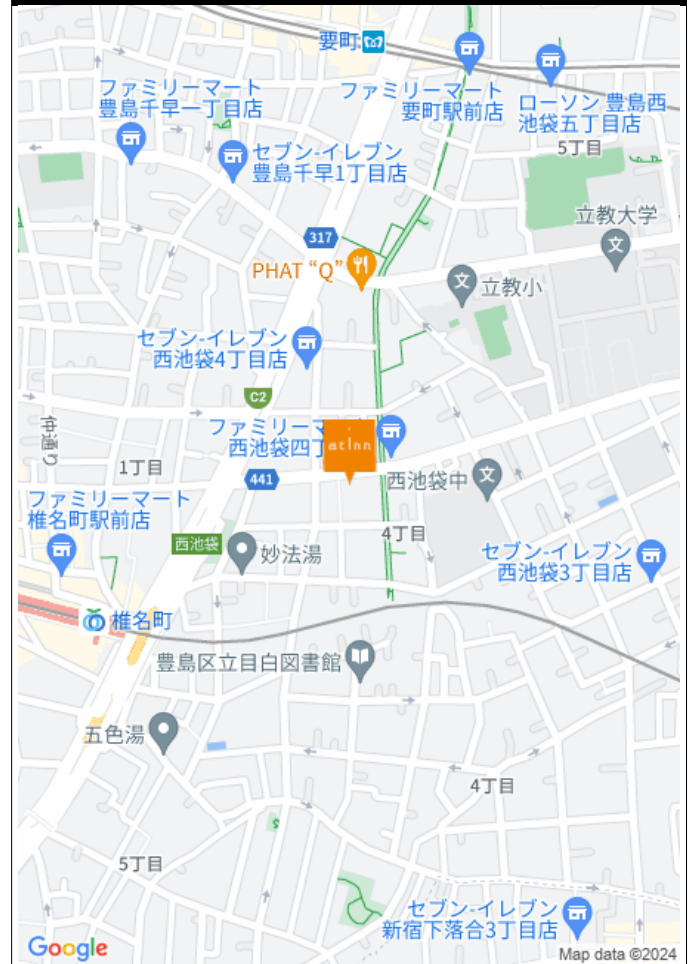 要町
ファミリーマート
豊島千早一丁目店
ファミリーマート
要町駅前店
ローソン 豊島西
池袋五丁目店
セブン-イレブン
豊島千早1丁目店
5丁目
立教大学
317
PHAT “Q”
文
文
立教小
セブン-イレブン
西池袋4丁目店
C2
仲通り
ファミリーマ
西池袋四丁
at Inn
1丁目
441
西池袋中
文
ファミリーマート
椎名町駅前店
西池袋
妙法湯
4丁目
セブン-イレブン
西池袋3丁目店
椎名町
豊島区立目白図書館
五色湯
4丁目
5丁目
セブン-イレブン
新宿下落合3丁目店
Google
Map data ©2024